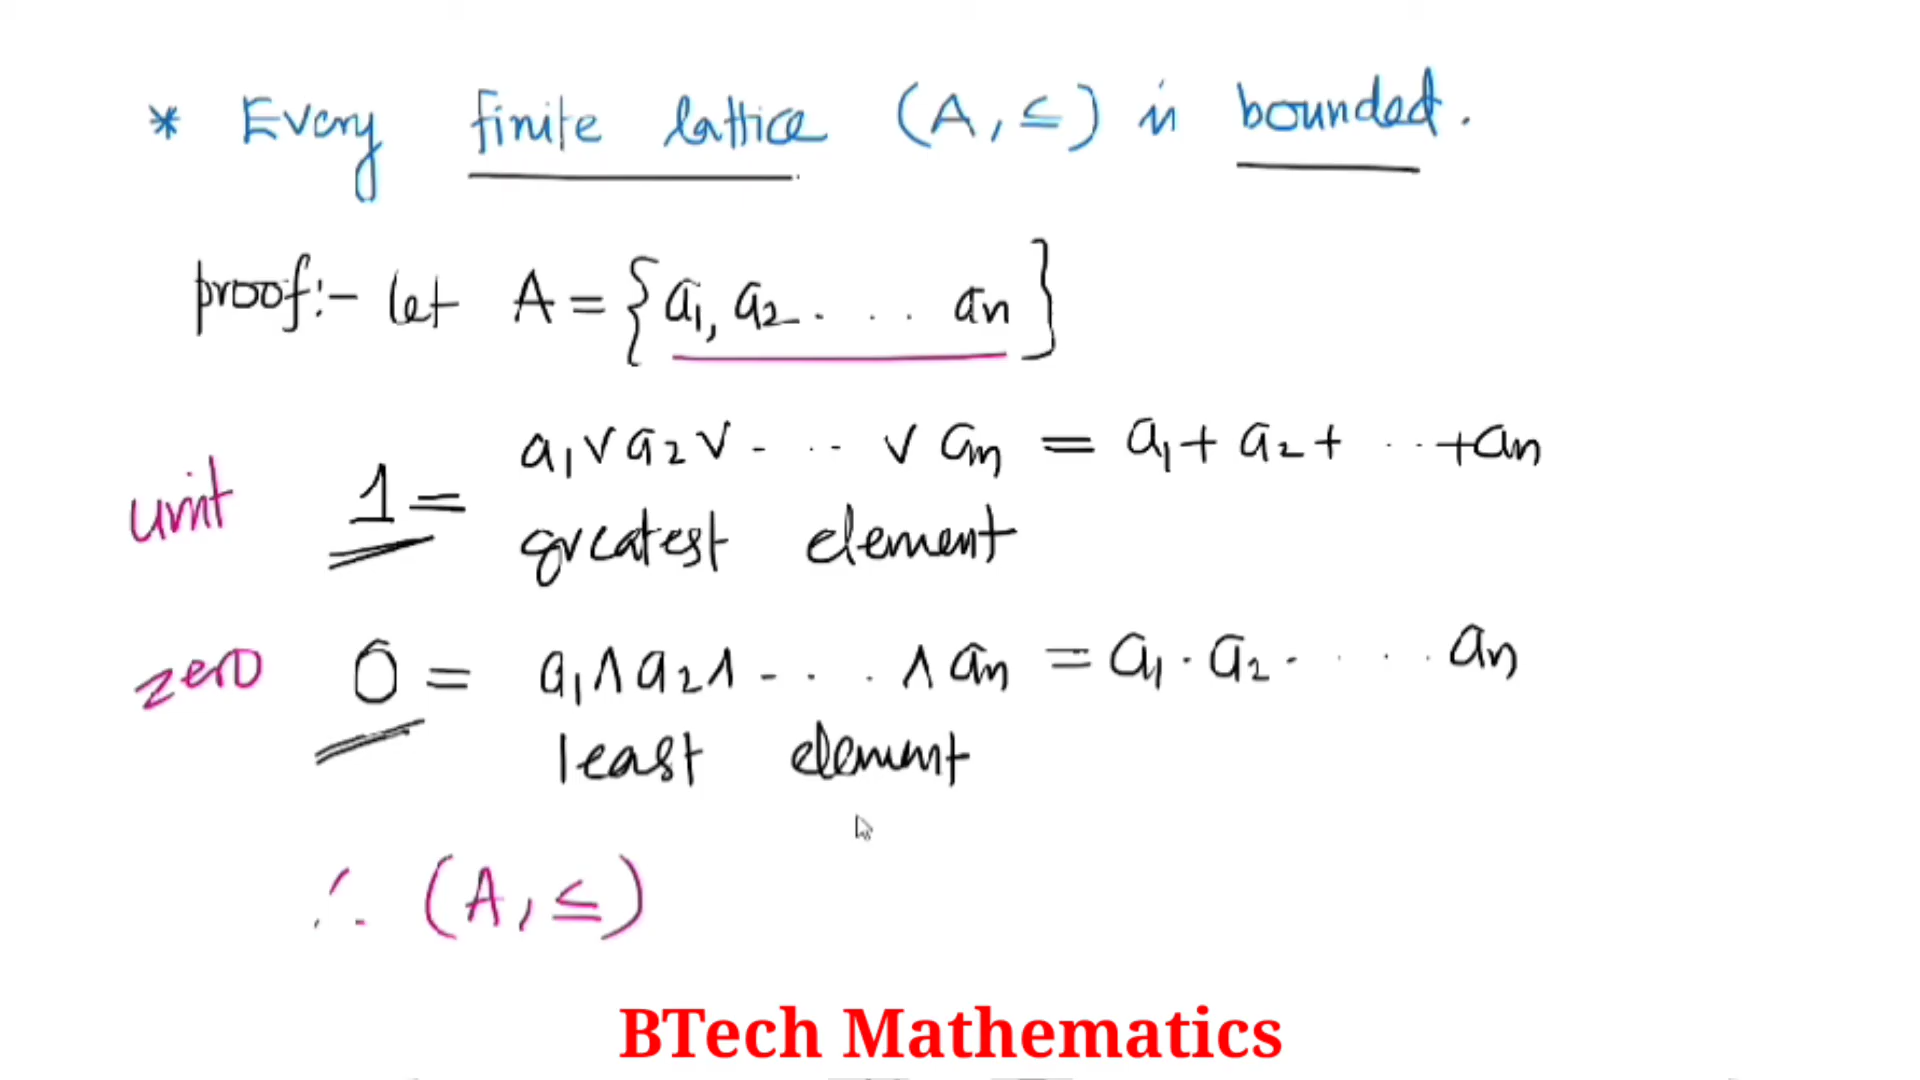 * Every finite lattice (A, ≤) is bounded.
proof:- let A = {a1, a2 . . . . an}
unit 1 = a1 ∨ a2 ∨ - . . ∨ an = a1 + a2 + . . + an
greatest element
zero 0 = a1 ∧ a2 ∧ - . . . ∧ an = a1 . a2 . . . . . an
least element
∴ (A, ≤)
BTech Mathematics